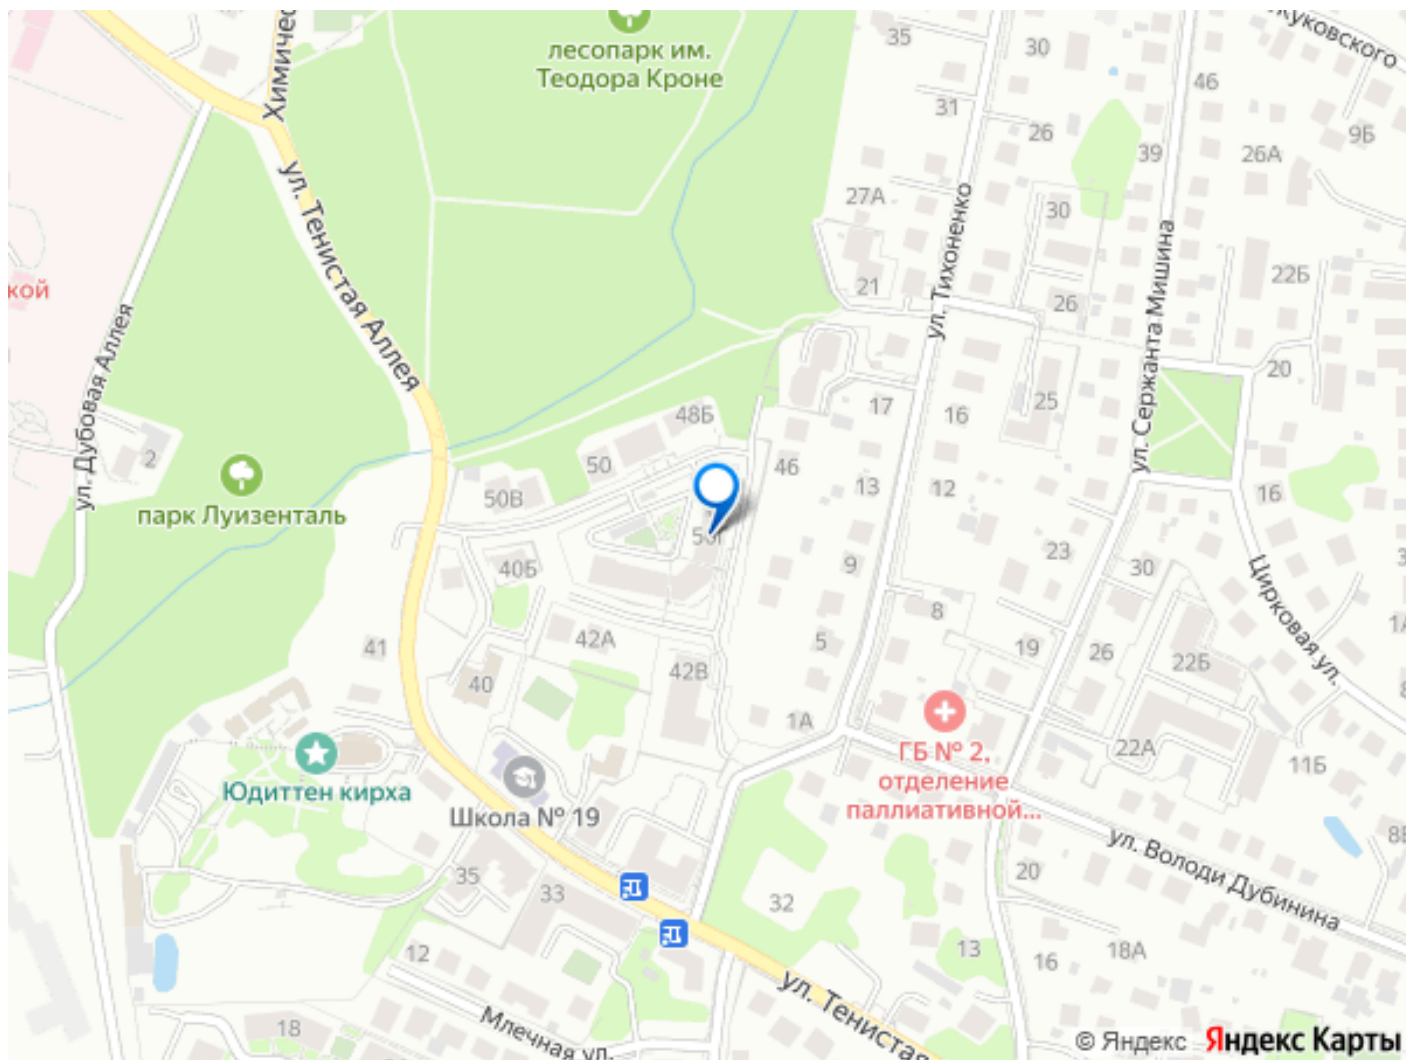 лесопарк им.
Теодора Кроне
35
30
31
26
46
39
26А
9Б
Химичес
ул. Тенистая Аллея
27А
30
21
26
22Б
ул. Тихоненко
ул. Сержанта Мишина
кой
ул. Дубовая Аллея
2
парк Луизенталь
48Б
50
50В
46
17
16
25
20
13
12
16
9
23
30
40Б
42А
41
40
42В
5
8
19
26
22Б
Цирковая ул.
1А
1А
ГБ № 2,
отделение
паллиативной...
22А
11Б
8Б
Юдиттен кирха
Школа № 19
35
33
32
20
ул. Володи Дубинина
12
13
16
18А
18
Млечная ул.
ул. Тенистая
© Яндекс Яндекс Карты